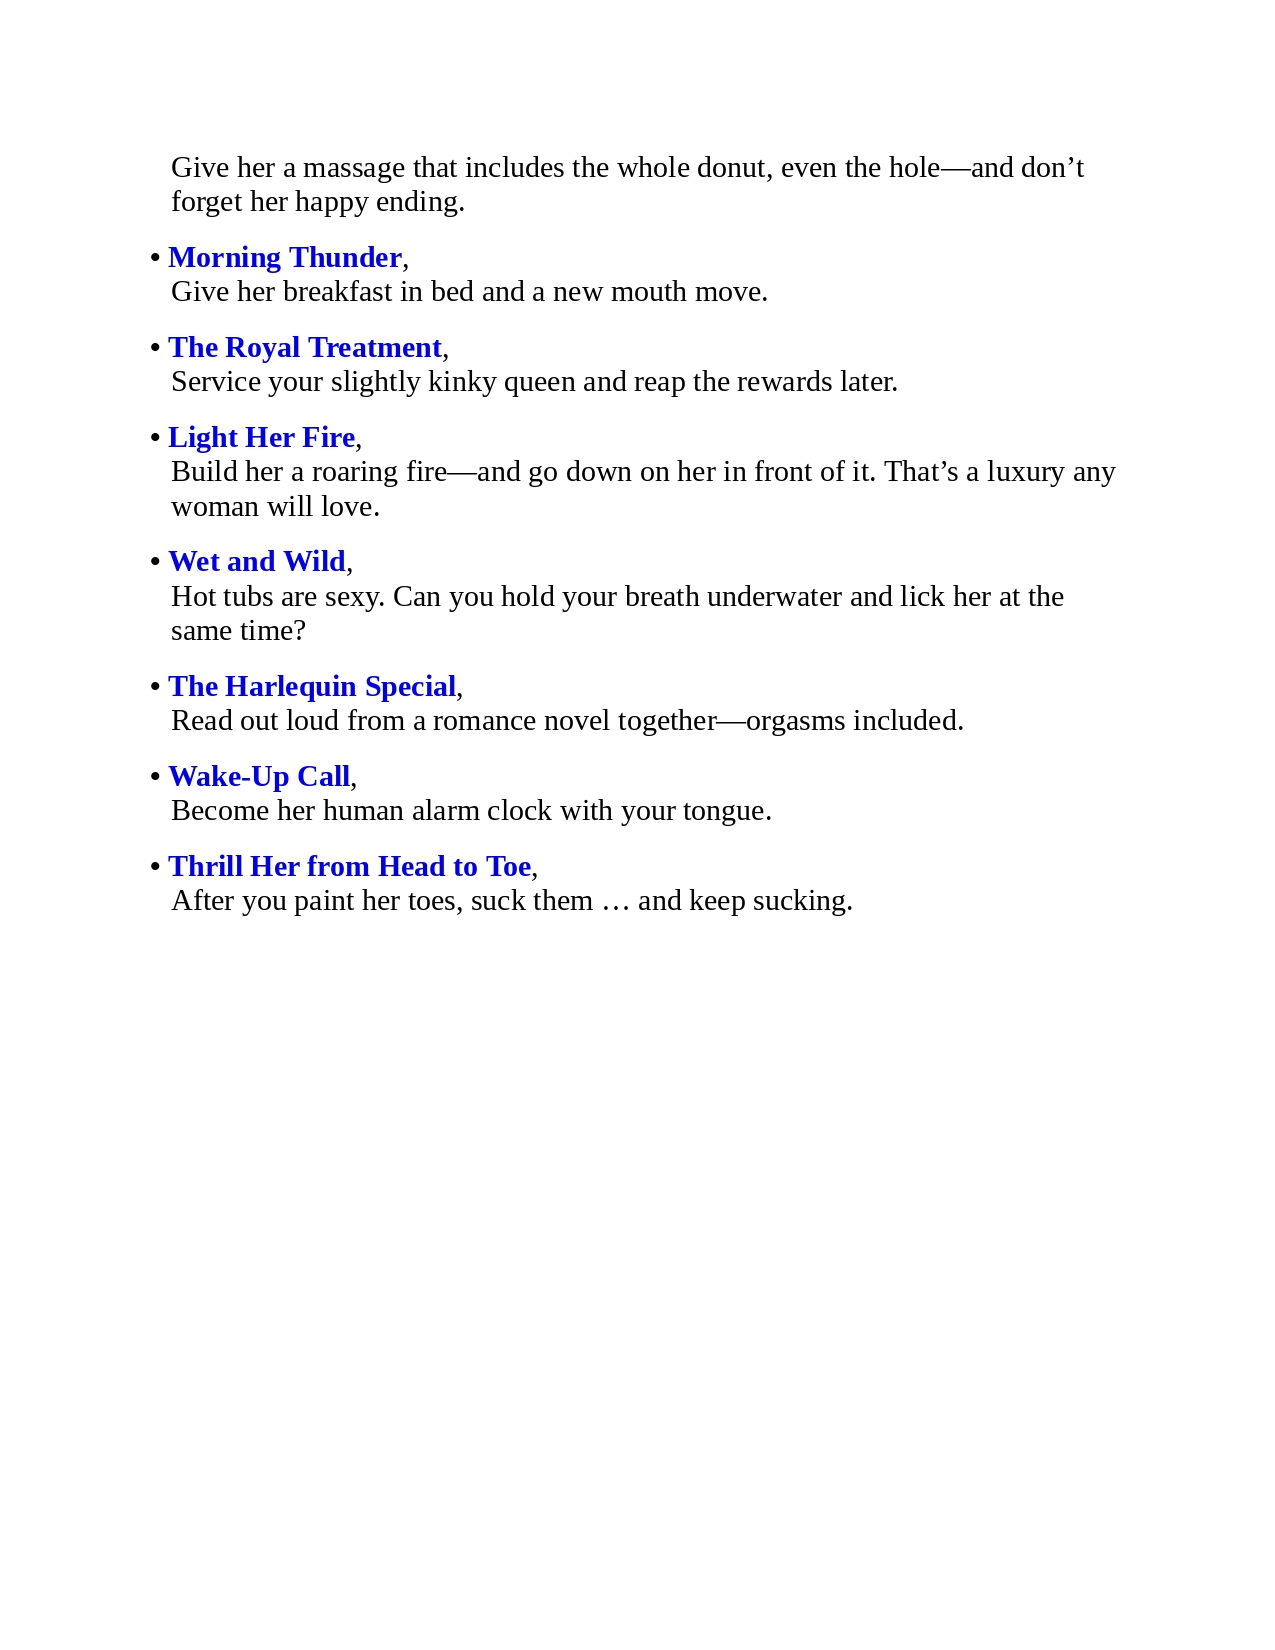 Give her a massage that includes the whole donut, even the hole—and don’t
forget her happy ending.
• Morning Thunder,
Give her breakfast in bed and a new mouth move.
• The Royal Treatment,
Service your slightly kinky queen and reap the rewards later.
• Light Her Fire,
Build her a roaring fire—and go down on her in front of it. That’s a luxury any
woman will love.
• Wet and Wild,
Hot tubs are sexy. Can you hold your breath underwater and lick her at the
same time?
• The Harlequin Special,
Read out loud from a romance novel together—orgasms included.
• Wake-Up Call,
Become her human alarm clock with your tongue.
• Thrill Her from Head to Toe,
After you paint her toes, suck them … and keep sucking.